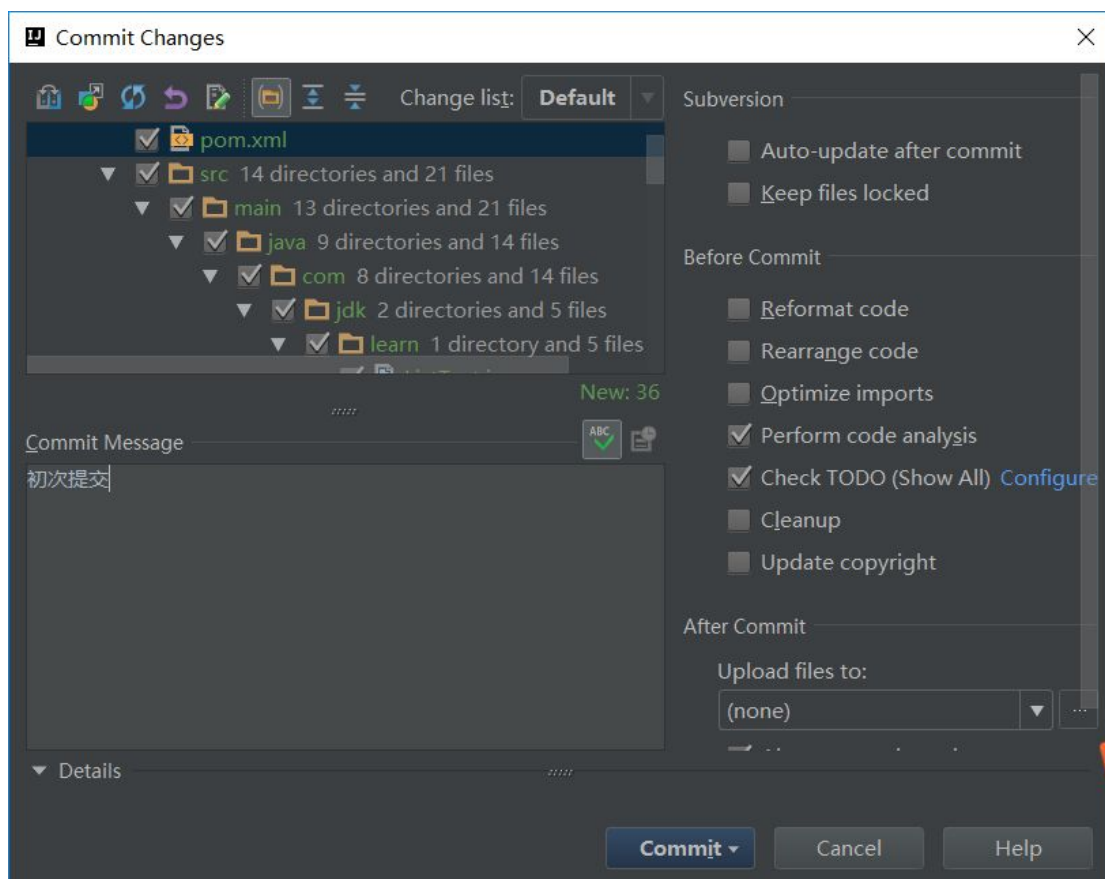 Commit Changes
Change list: Default
pom.xml
src 14 directories and 21 files
main 13 directories and 21 files
java 9 directories and 14 files
com 8 directories and 14 files
jdk 2 directories and 5 files
learn 1 directory and 5 files
New: 36
Commit Message
ABC
初次提交
Details
Subversion
Auto-update after commit
Keep files locked
Before Commit
Reformat code
Rearrange code
Optimize imports
Perform code analysis
Check TODO (Show All) Configure
Cleanup
Update copyright
After Commit
Upload files to:
(none)
...
Commit
Cancel
Help